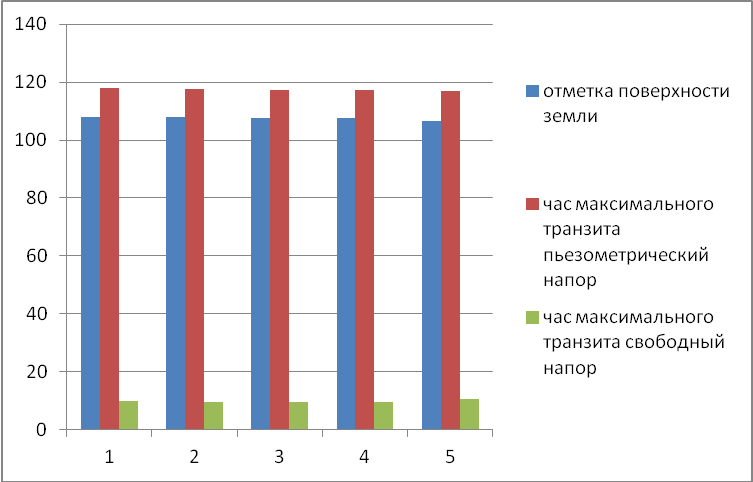 140
120
100
80
60
40
20
0
1 2 3 4 5
отметка поверхности
земли
час максимального
транзита
пьезометрический
напор
час максимального
транзита свободный
напор